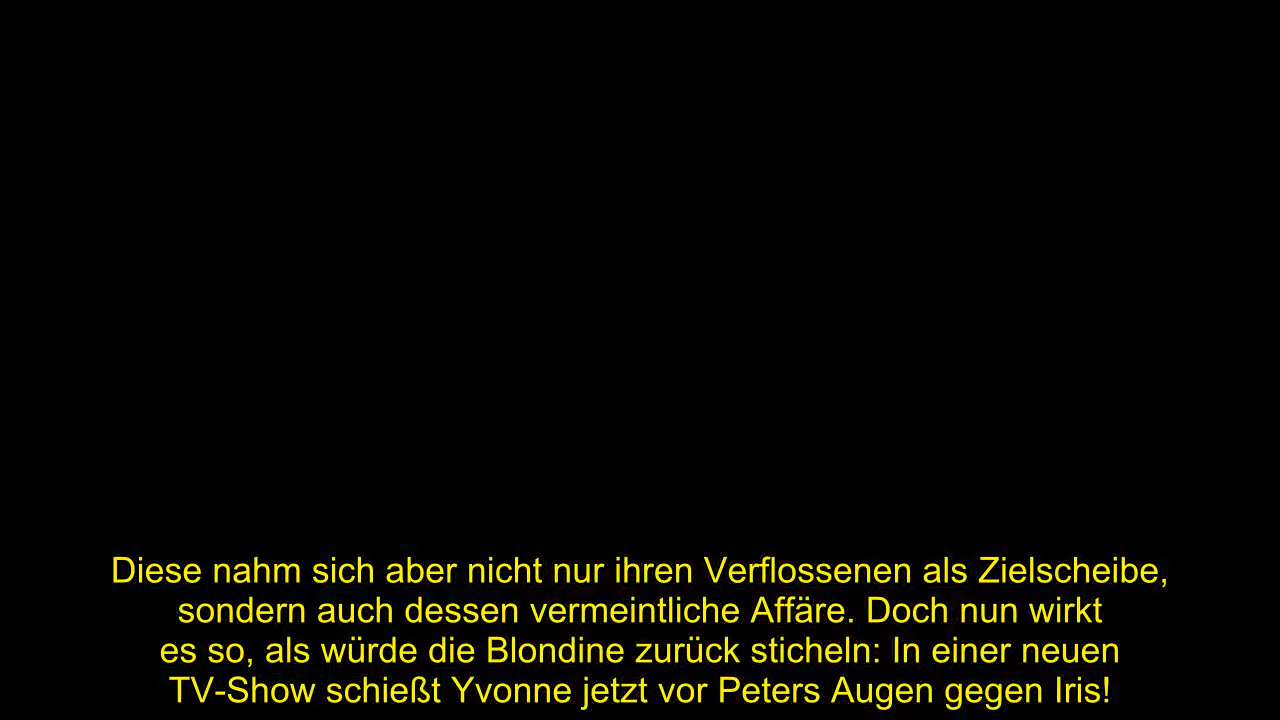 Diese nahm sich aber nicht nur ihren Verflossenen als Zielscheibe,
sondern auch dessen vermeintliche Affäre. Doch nun wirkt
es so, als würde die Blondine zurück sticheln: In einer neuen
TV-Show schießt Yvonne jetzt vor Peters Augen gegen Iris!